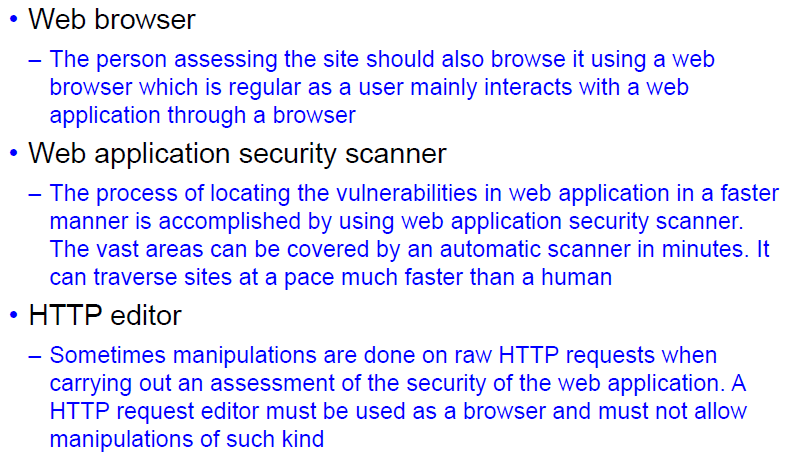 • Web browser
– The person assessing the site should also browse it using a web
browser which is regular as a user mainly interacts with a web
application through a browser
• Web application security scanner
– The process of locating the vulnerabilities in web application in a faster
manner is accomplished by using web application security scanner.
The vast areas can be covered by an automatic scanner in minutes. It
can traverse sites at a pace much faster than a human
• HTTP editor
– Sometimes manipulations are done on raw HTTP requests when
carrying out an assessment of the security of the web application. A
HTTP request editor must be used as a browser and must not allow
manipulations of such kind